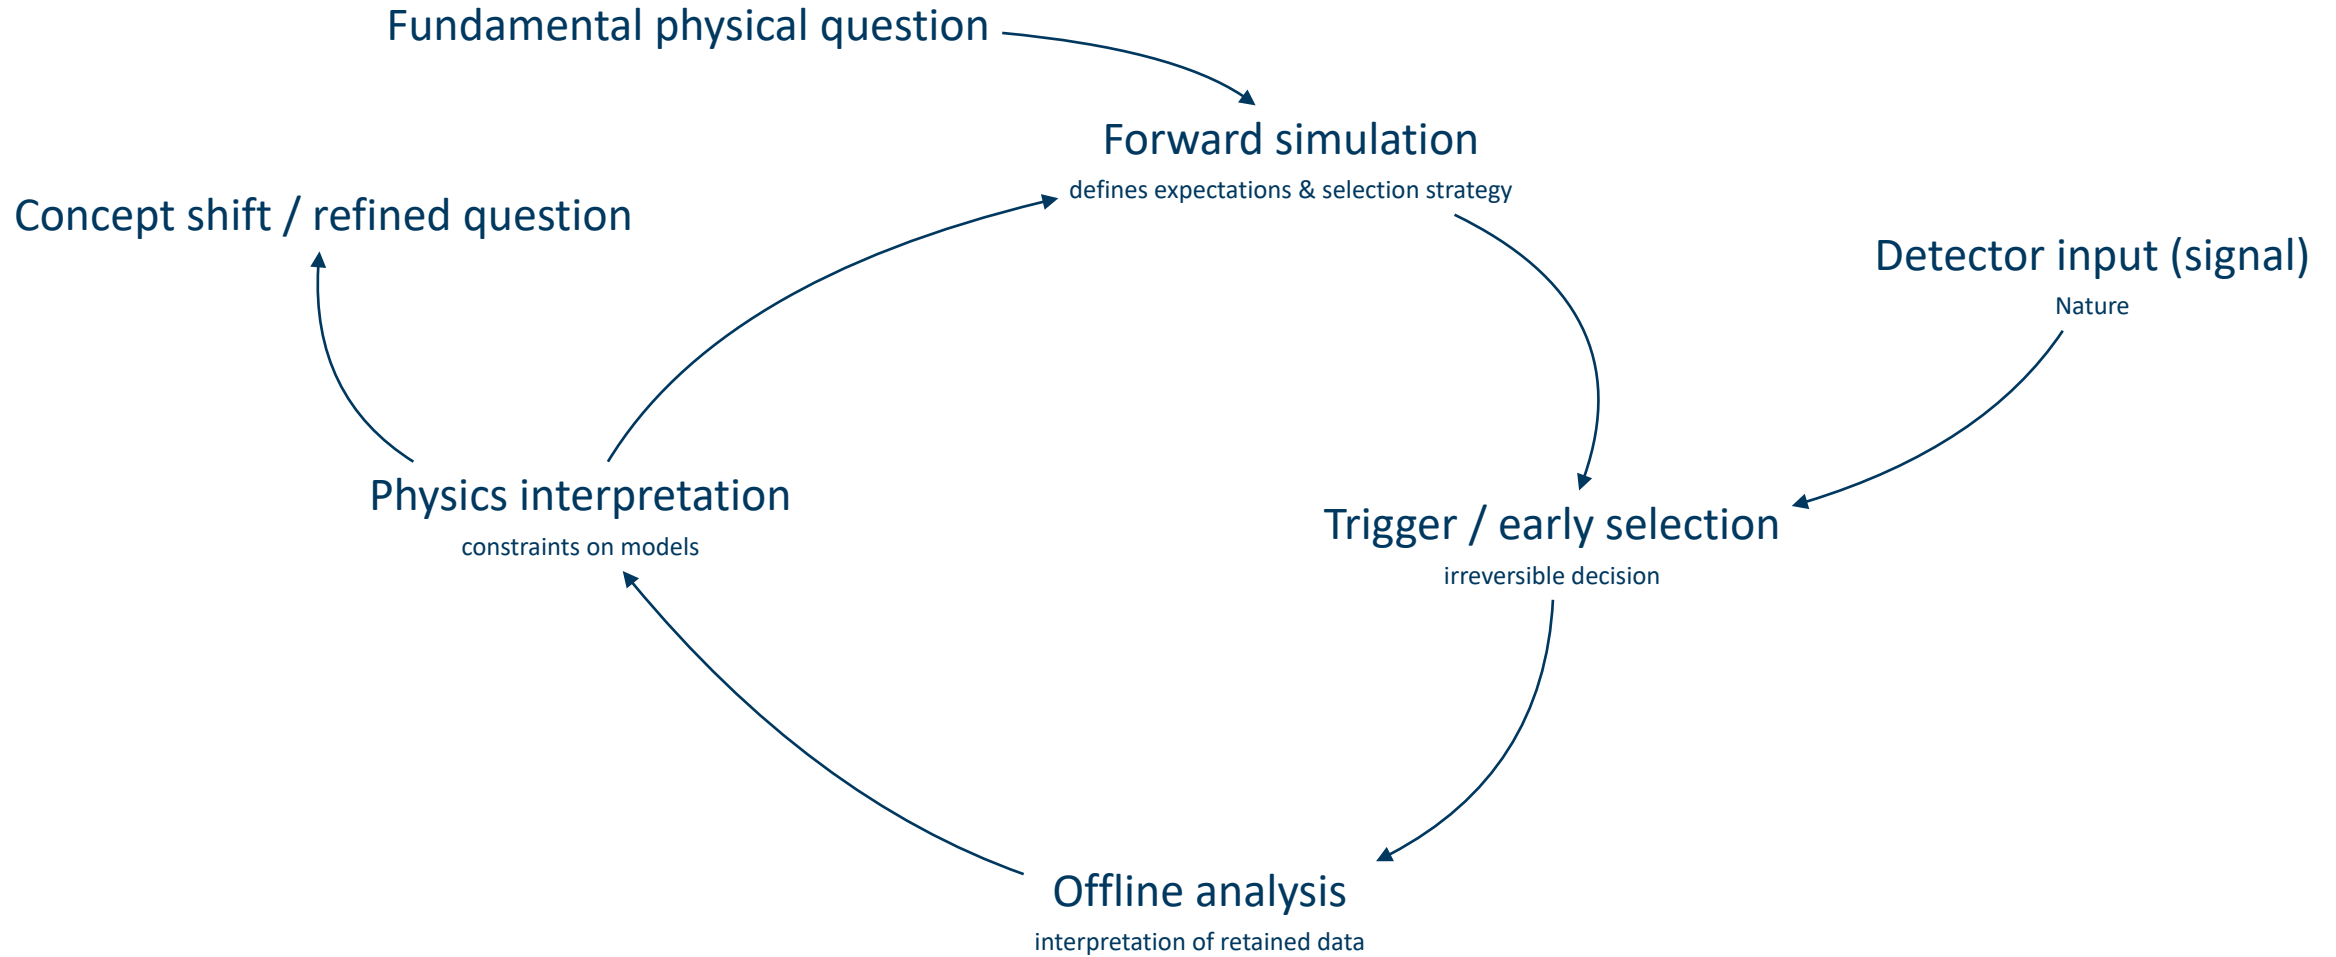 Fundamental physical question
Forward simulation
defines expectations & selection strategy
Concept shift / refined question
Detector input (signal)
Nature
Physics interpretation
constraints on models
Trigger / early selection
irreversible decision
Offline analysis
interpretation of retained data